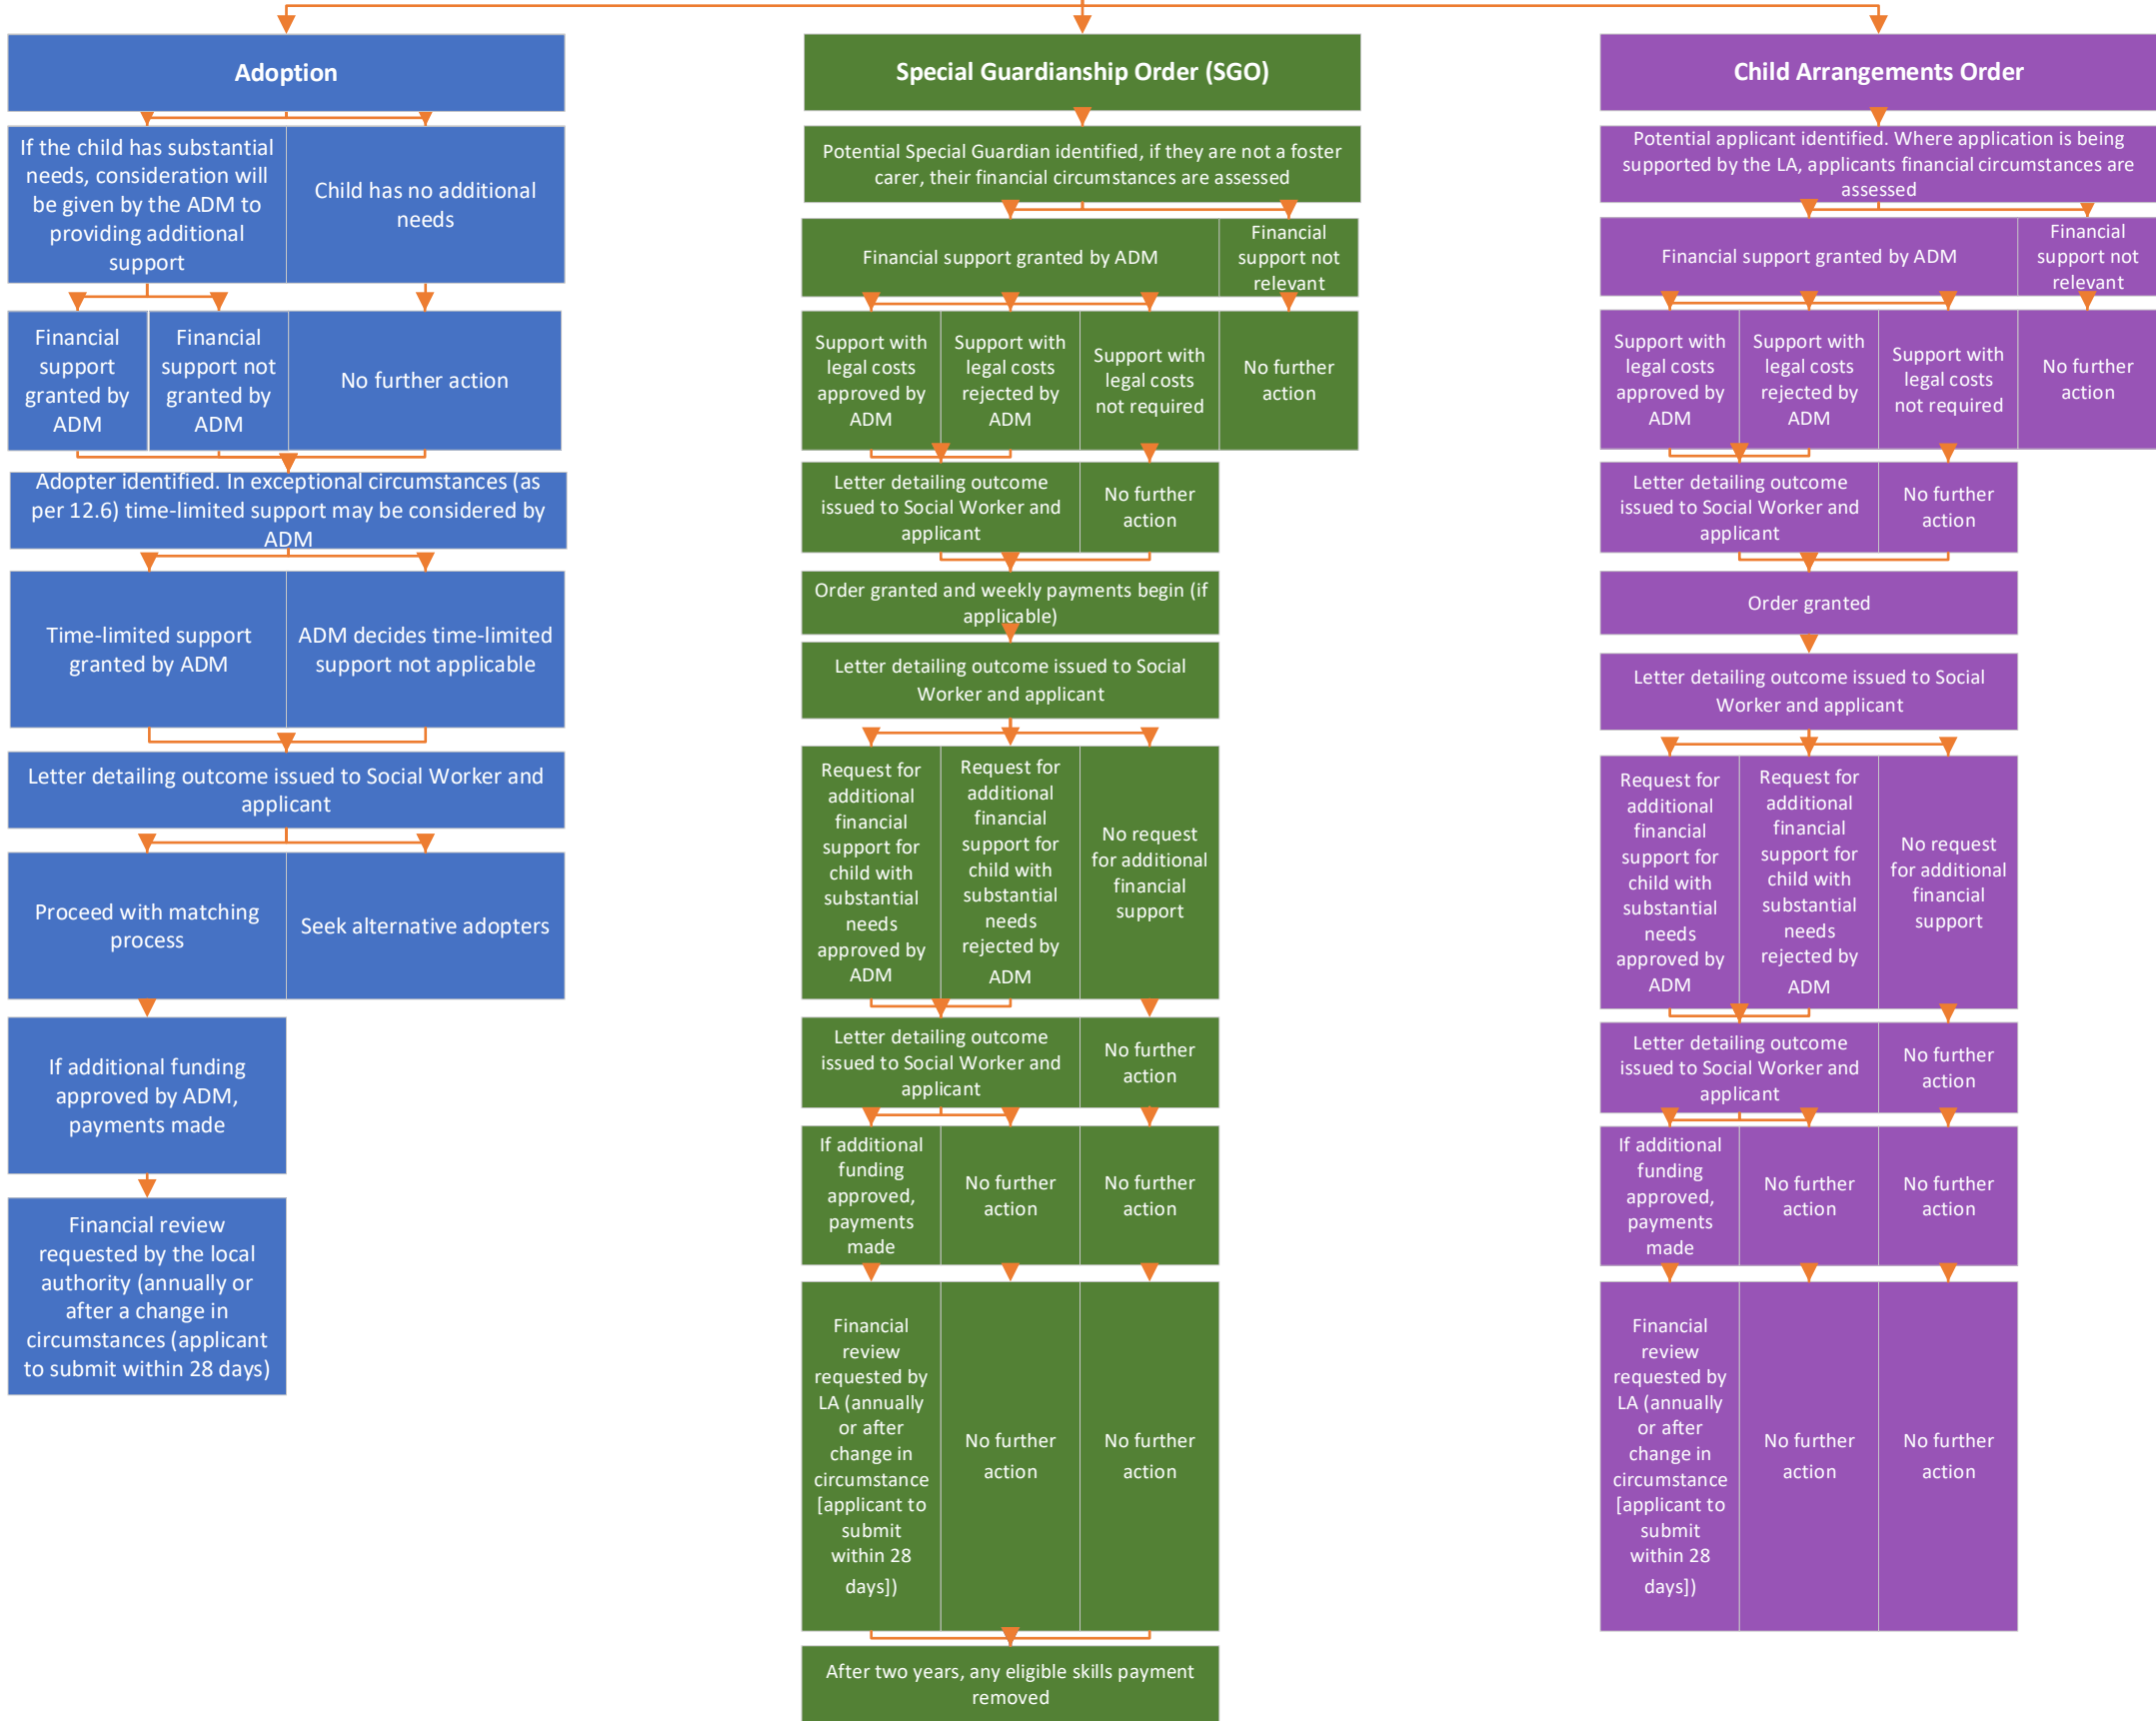 Adoption
If the child has substantial
needs, consideration will
be given by the ADM to
providing additional
support
Child has no additional
needs
Financial
support
granted by
ADM
Financial
support not
granted by
ADM
No further action
Adopter identified. In exceptional circumstances (as
per 12.6) time-limited support may be considered by
ADM
Time-limited support
granted by ADM
ADM decides time-limited
support not applicable
Letter detailing outcome issued to Social Worker and
applicant
Proceed with matching
process
Seek alternative adopters
If additional funding
approved by ADM,
payments made
Financial review
requested by the local
authority (annually or
after a change in
circumstances (applicant
to submit within 28 days)
Special Guardianship Order (SGO)
Potential Special Guardian identified, if they are not a foster
carer, their financial circumstances are assessed
Financial support granted by ADM
Financial
support not
relevant
Support with
legal costs
approved by
ADM
Support with
legal costs
rejected by
ADM
Support with
legal costs
not required
No further
action
Letter detailing outcome
issued to Social Worker and
applicant
No further
action
Order granted and weekly payments begin (if
applicable)
Letter detailing outcome issued to Social
Worker and applicant
Request for
additional
financial
support for
child with
substantial
needs
approved by
ADM
Request for
additional
financial
support for
child with
substantial
needs
rejected by
ADM
No request
for additional
financial
support
Letter detailing outcome
issued to Social Worker and
applicant
No further
action
If additional
funding
approved,
payments
made
No further
action
No further
action
Financial
review
requested by
LA (annually
or after
change in
circumstance
[applicant to
submit
within 28
days])
No further
action
No further
action
After two years, any eligible skills payment
removed
Child Arrangements Order
Potential applicant identified. Where application is being
supported by the LA, applicants financial circumstances are
assessed
Financial support granted by ADM
Financial
support not
relevant
Support with
legal costs
approved by
ADM
Support with
legal costs
rejected by
ADM
Support with
legal costs
not required
No further
action
Letter detailing outcome
issued to Social Worker and
applicant
No further
action
Order granted
Letter detailing outcome issued to Social
Worker and applicant
Request for
additional
financial
support for
child with
substantial
needs
approved by
ADM
Request for
additional
financial
support for
child with
substantial
needs
rejected by
ADM
No request
for additional
financial
support
Letter detailing outcome
issued to Social Worker and
applicant
No further
action
If additional
funding
approved,
payments
made
No further
action
No further
action
Financial
review
requested by
LA (annually
or after
change in
circumstance
[applicant to
submit
within 28
days])
No further
action
No further
action